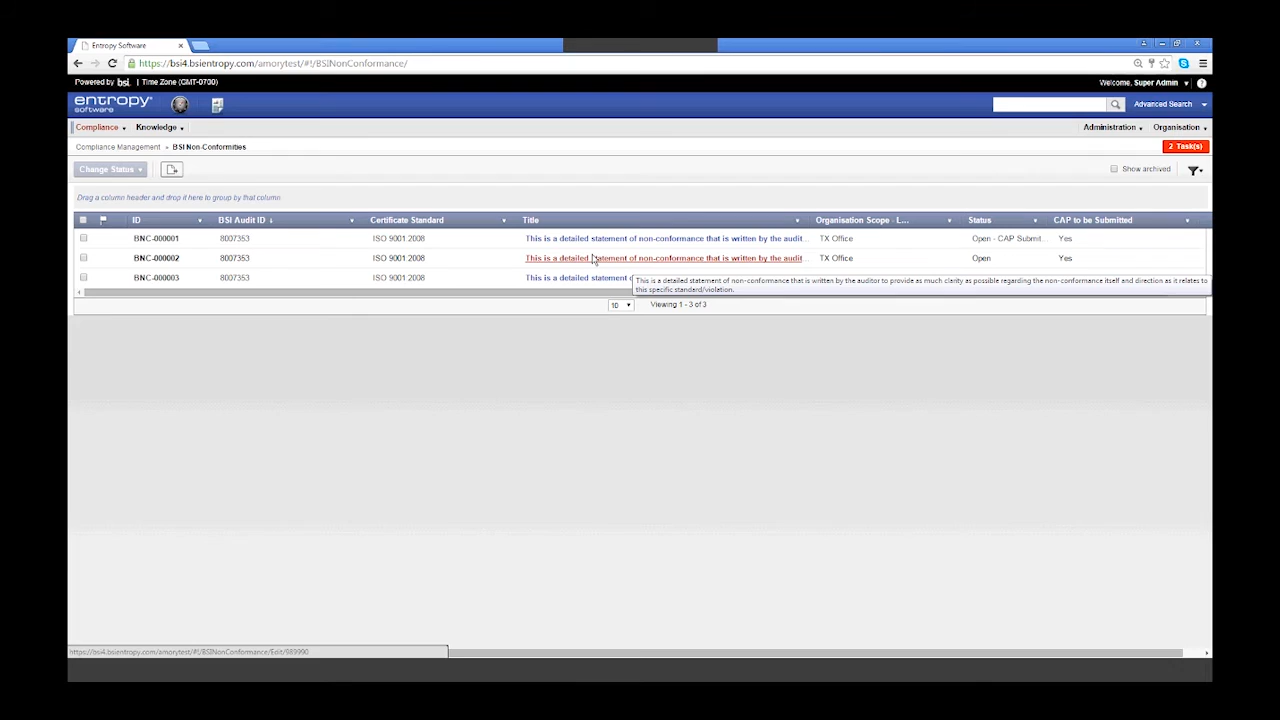 Entropy Software
https://bsi4.bsientropy.com/amorytest/#!/BSINonConformance/
Powered by bsi. | Time Zone (GMT-0700)
Welcome, Super Admin
entropy software
Advanced Search
Compliance Knowledge Administration Organisation
Compliance Management » BSI Non-Conformities
2 Task(s)
Change Status
Show archived
Drag a column header and drop it here to group by that column
ID BSI Audit ID Certificate Standard Title Organisation Scope - L... Status CAP to be Submitted
BNC-000001 8007353 ISO 9001:2008 This is a detailed statement of non-conformance that is written by the audit... TX Office Open - CAP Submit... Yes
BNC-000002 8007353 ISO 9001:2008 This is a detailed statement of non-conformance that is written by the audit... TX Office Open Yes
BNC-000003 8007353 ISO 9001:2008 This is a detailed statement
This is a detailed statement of non-conformance that is written by the auditor to provide as much clarity as possible regarding the non-conformance itself and direction as it relates to
this specific standard/violation.
10 Viewing 1 - 3 of 3
https://bsi4.bsientropy.com/amorytest/#!/BSINonConformance/Edit/989990